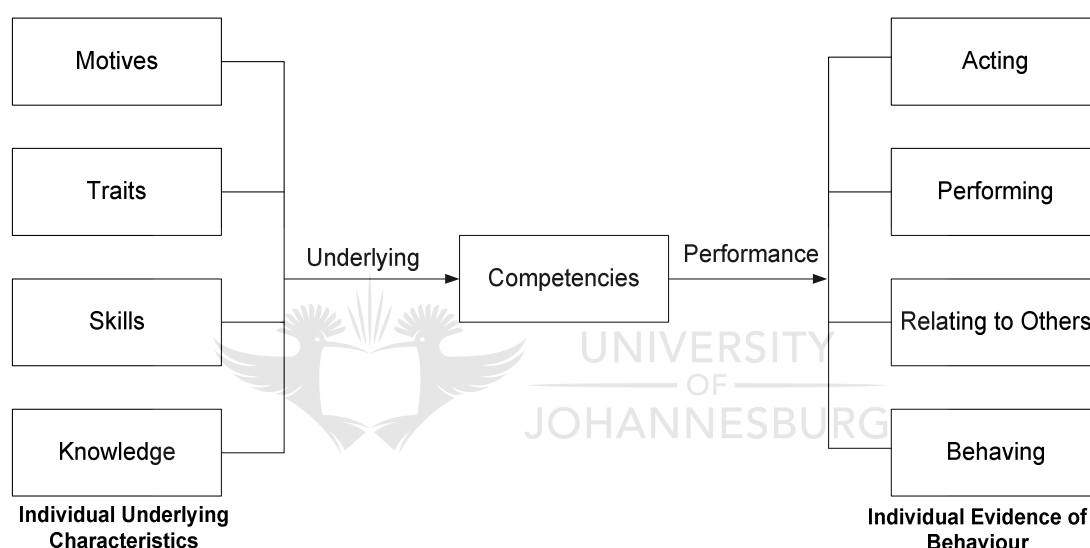 Motives
Traits
Skills
Knowledge
Individual Underlying
Characteristics
Underlying
Competencies
Performance
Acting
Performing
Relating to Others
Behaving
Individual Evidence of
Behaviour
UNIVERSITY
OF
JOHANNESBURG